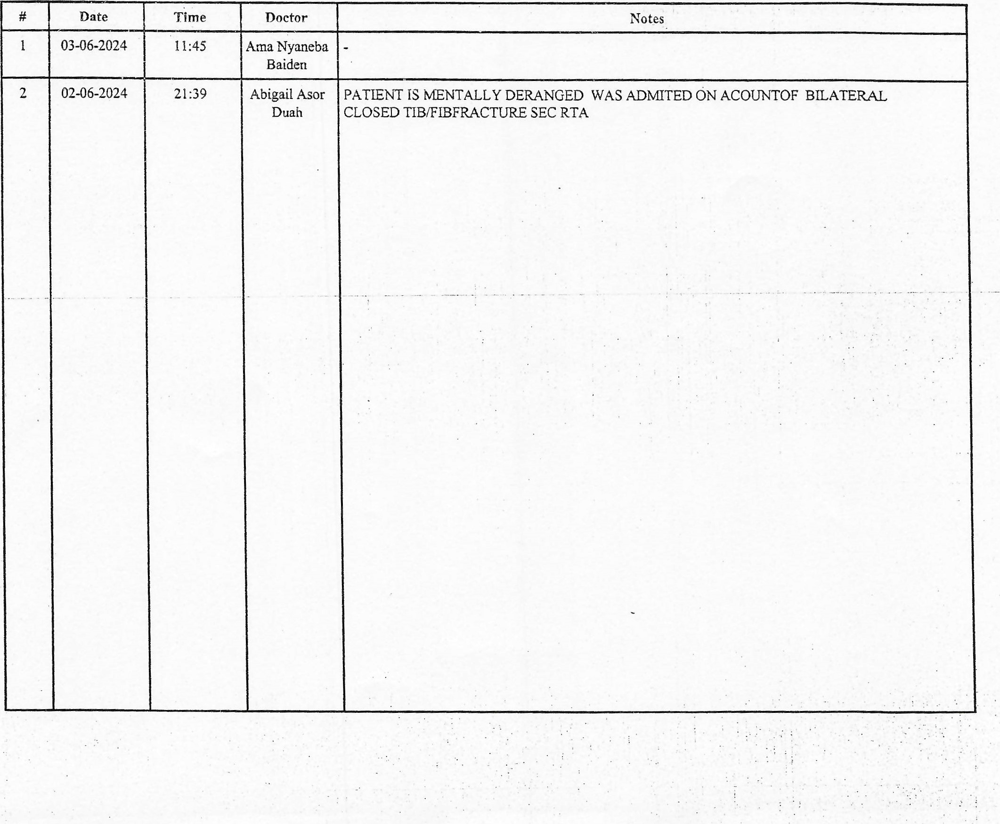 # Date Time Doctor Notes
1 03-06-2024 11:45 Ama Nyaneba -
Baiden
2 02-06-2024 21:39 Abigail Asor PATIENT IS MENTALLY DERANGED WAS ADMITED ON ACOUNTOF BILATERAL
Duah CLOSED TIB/FIBFRACTURE SEC RTA